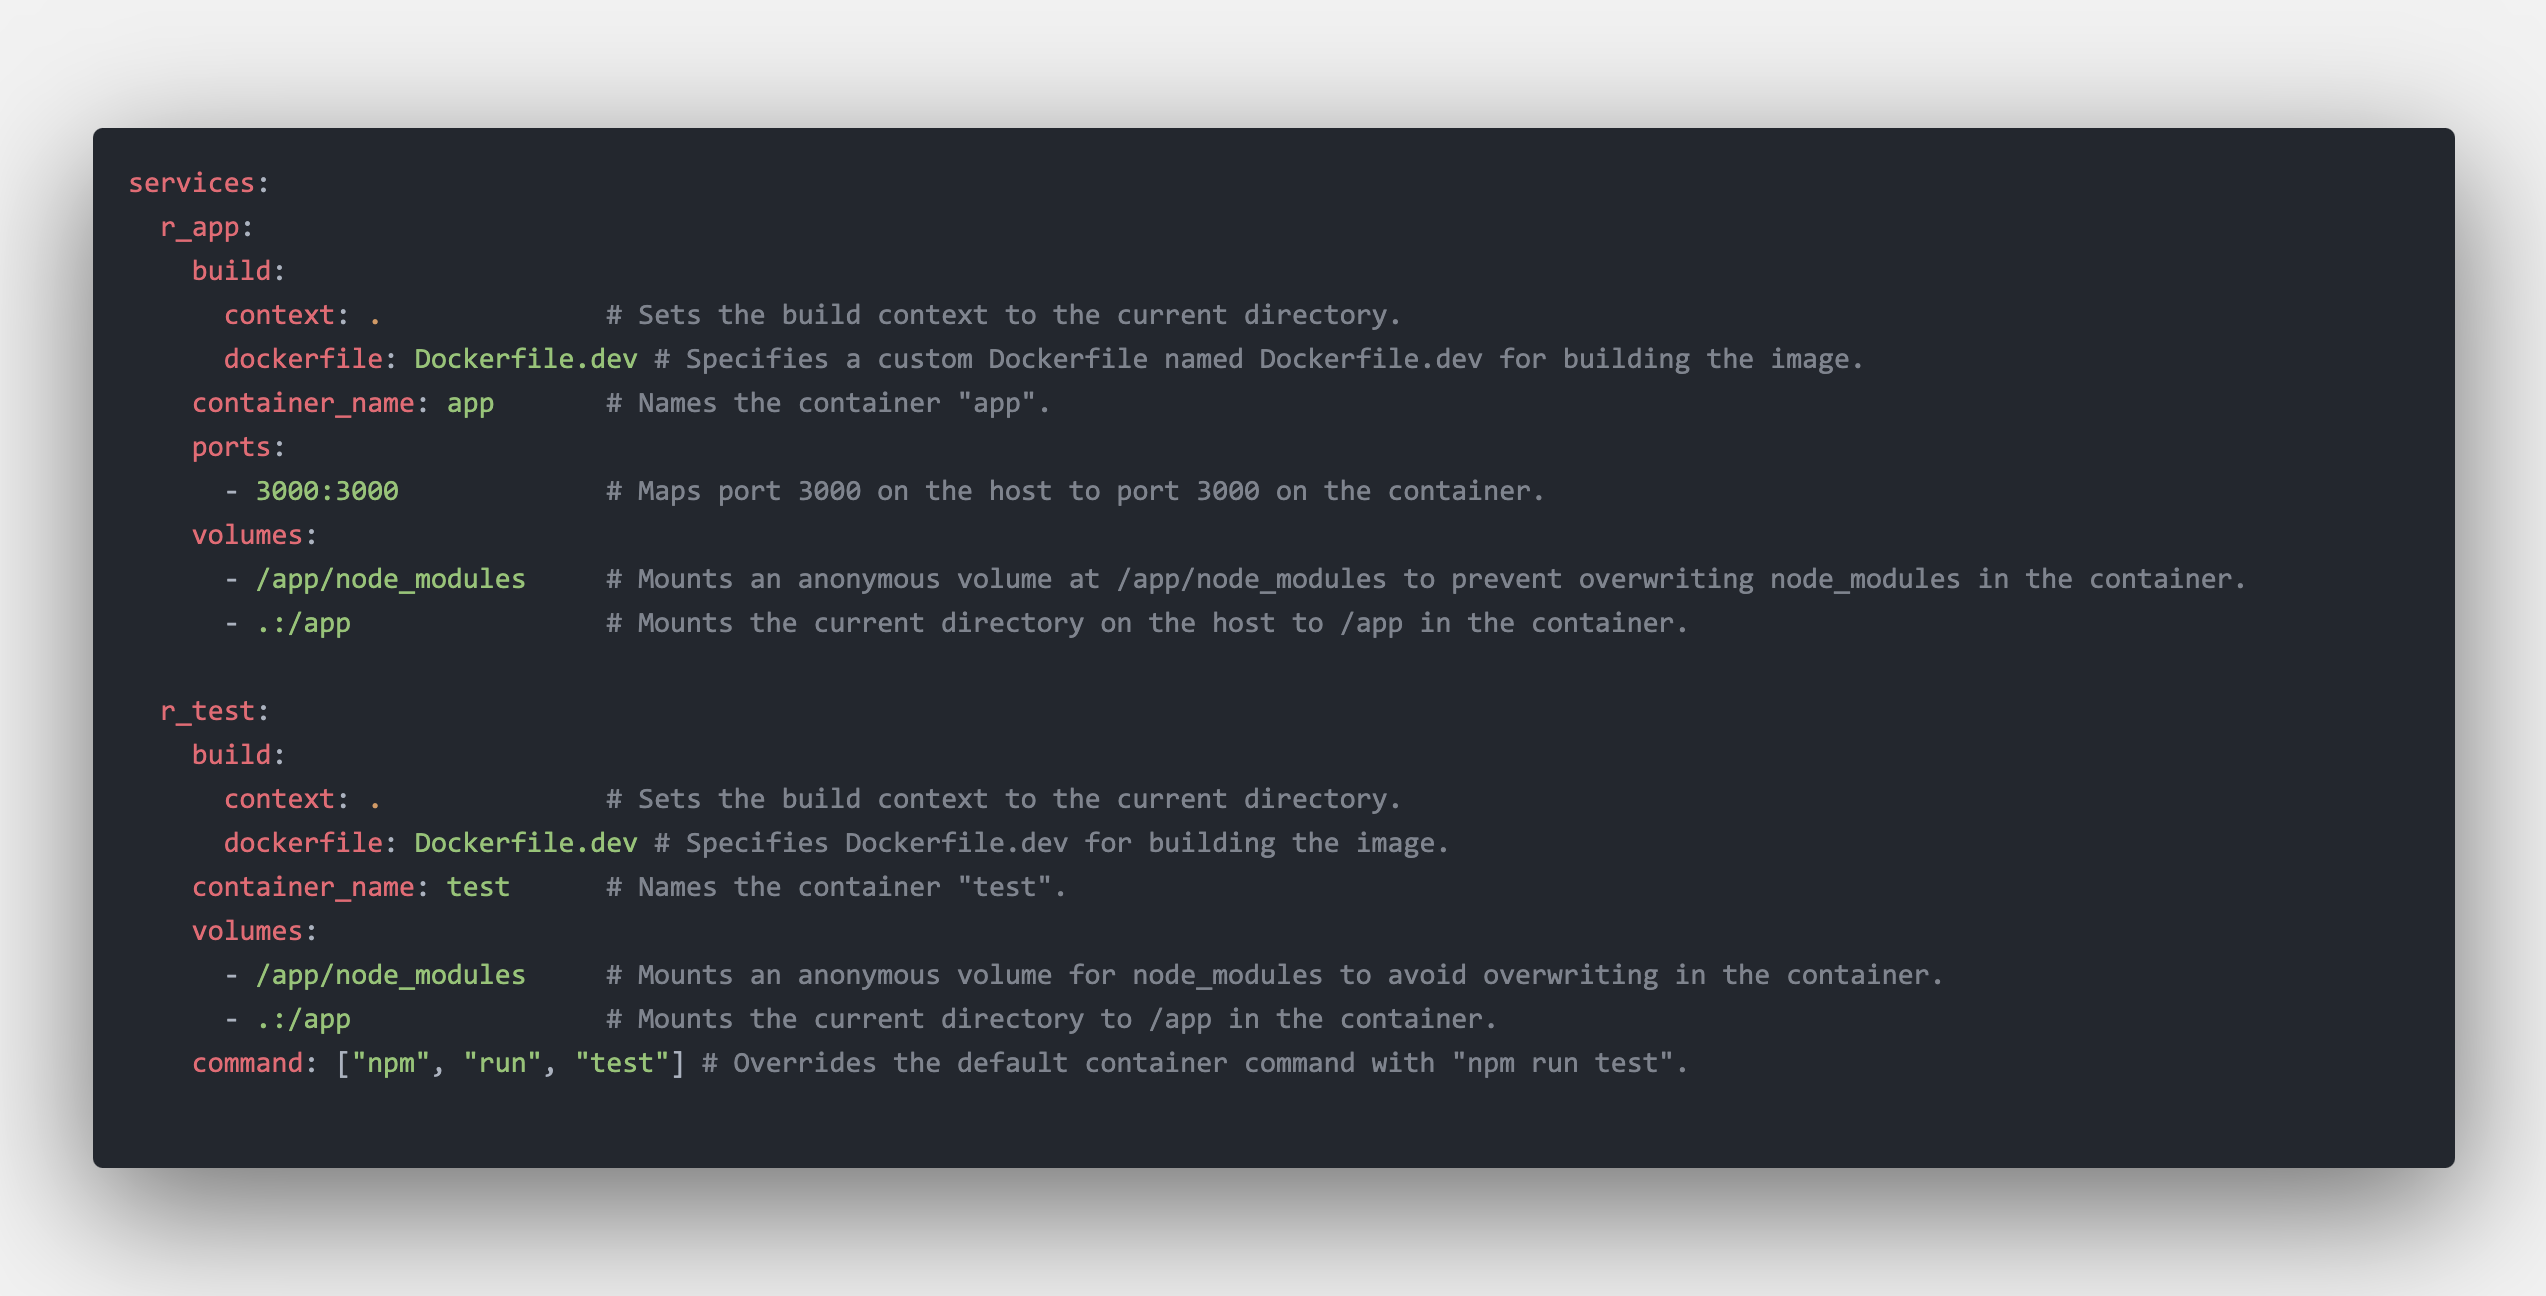 services:
  r_app:
    build:
      context: .              # Sets the build context to the current directory.
      dockerfile: Dockerfile.dev # Specifies a custom Dockerfile named Dockerfile.dev for building the image.
    container_name: app       # Names the container "app".
    ports:
      - 3000:3000             # Maps port 3000 on the host to port 3000 on the container.
    volumes:
      - /app/node_modules     # Mounts an anonymous volume at /app/node_modules to prevent overwriting node_modules in the container.
      - .:/app                # Mounts the current directory on the host to /app in the container.

  r_test:
    build:
      context: .              # Sets the build context to the current directory.
      dockerfile: Dockerfile.dev # Specifies Dockerfile.dev for building the image.
    container_name: test      # Names the container "test".
    volumes:
      - /app/node_modules     # Mounts an anonymous volume for node_modules to avoid overwriting in the container.
      - .:/app                # Mounts the current directory to /app in the container.
    command: ["npm", "run", "test"] # Overrides the default container command with "npm run test".